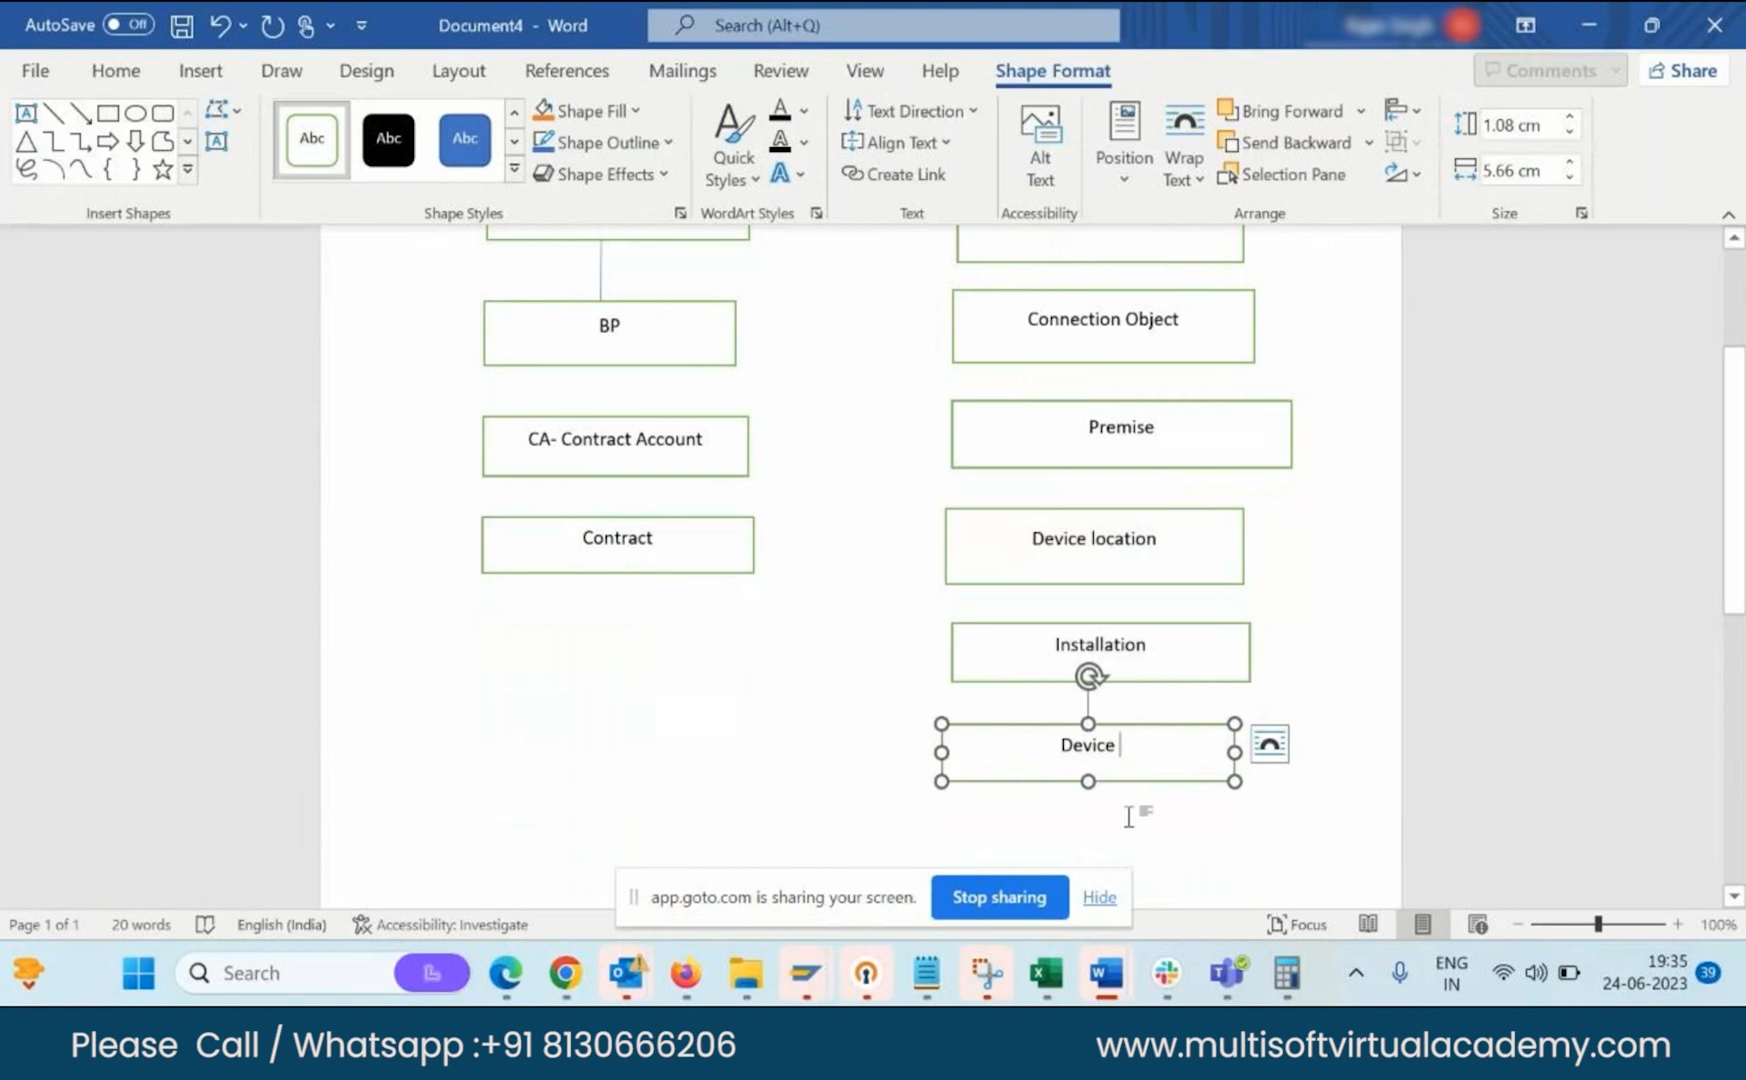 AutoSave Off Document4 - Word Search (Alt+Q)
File Home Insert Draw Design Layout References Mailings Review View Help Shape Format Comments Share
Abc Abc Abc
Shape Fill
Shape Outline
Shape Effects
Quick
Styles
Text Direction
Align Text
Create Link
Alt
Text
Position
Wrap
Text
Bring Forward
Send Backward
Selection Pane
1.08 cm
5.66 cm
Insert Shapes Shape Styles WordArt Styles Text Accessibility Arrange Size
BP
CA- Contract Account
Contract
Connection Object
Premise
Device location
Installation
Device
app.goto.com is sharing your screen. Stop sharing Hide
Page 1 of 1 20 words English (India) Accessibility: Investigate Focus 100%
Search
ENG
IN
19:35
24-06-2023
39
Please Call / Whatsapp :+91 8130666206 www.multisoftvirtualacademy.com